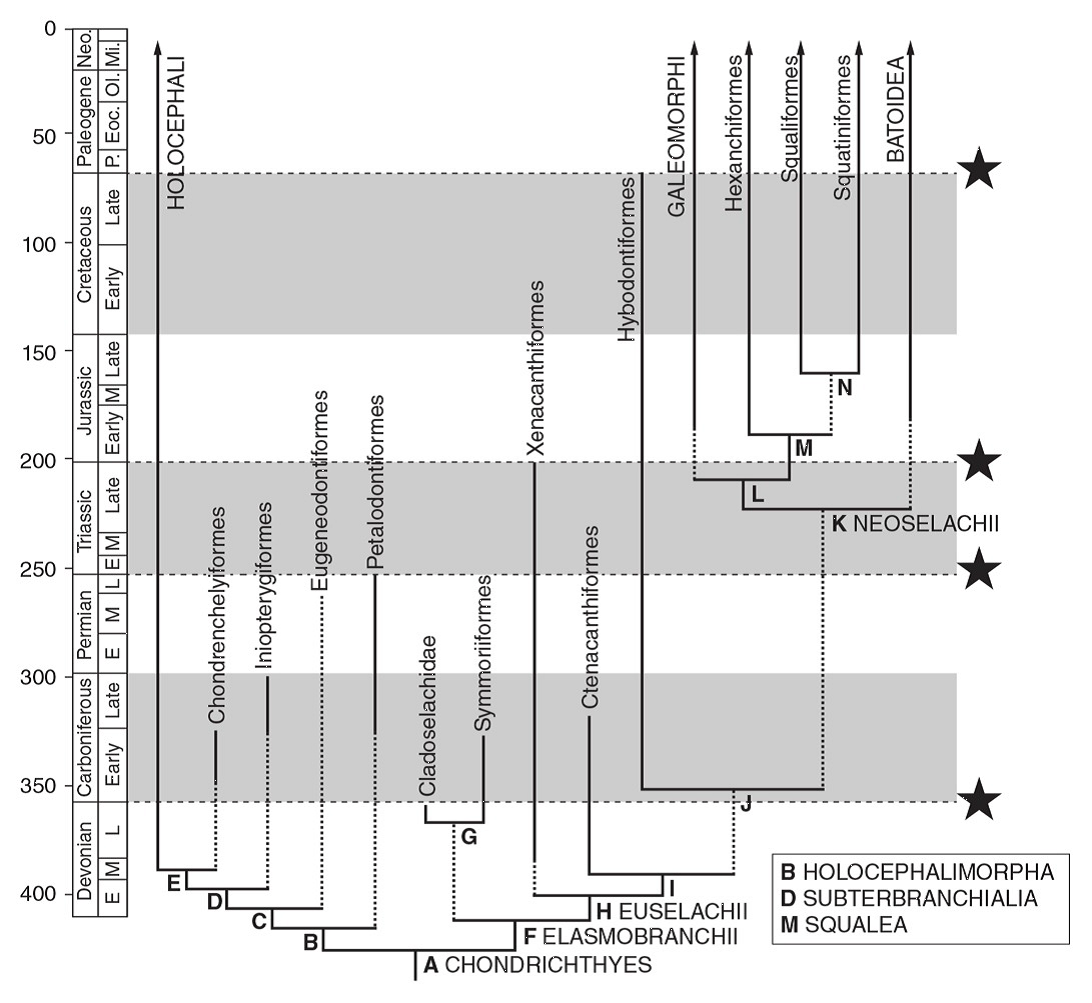 0
50
100
150
200
250
300
350
400
Neo.
Paleogene
Cretaceous
Jurassic
Triassic
Permian
Carboniferous
Devonian
Mi.
Ol.
Eoc.
P.
Late
Early
Late
M
Early
Late
M
E
L
M
E
Late
Early
L
M
E
HOLOCEPHALI
Chondrenchelyiformes
Iniopterygiformes
Eugeneodontiformes
Petalodontiformes
Cladoselachidae
Symmoriiformes
Xenacanthiformes
Ctenacanthiformes
Hybodontiformes
GALEOMORPHI
Hexanchiformes
Squaliformes
Squatiniformes
BATOIDEA
N
M
L
K NEOSELACHII
J
G
E
D
C
B
I
H EUSELACHII
F ELASMOBRANCHII
A CHONDRICHTHYES
B HOLOCEPHALIMORPHA
D SUBTERBRANCHIALIA
M SQUALEA